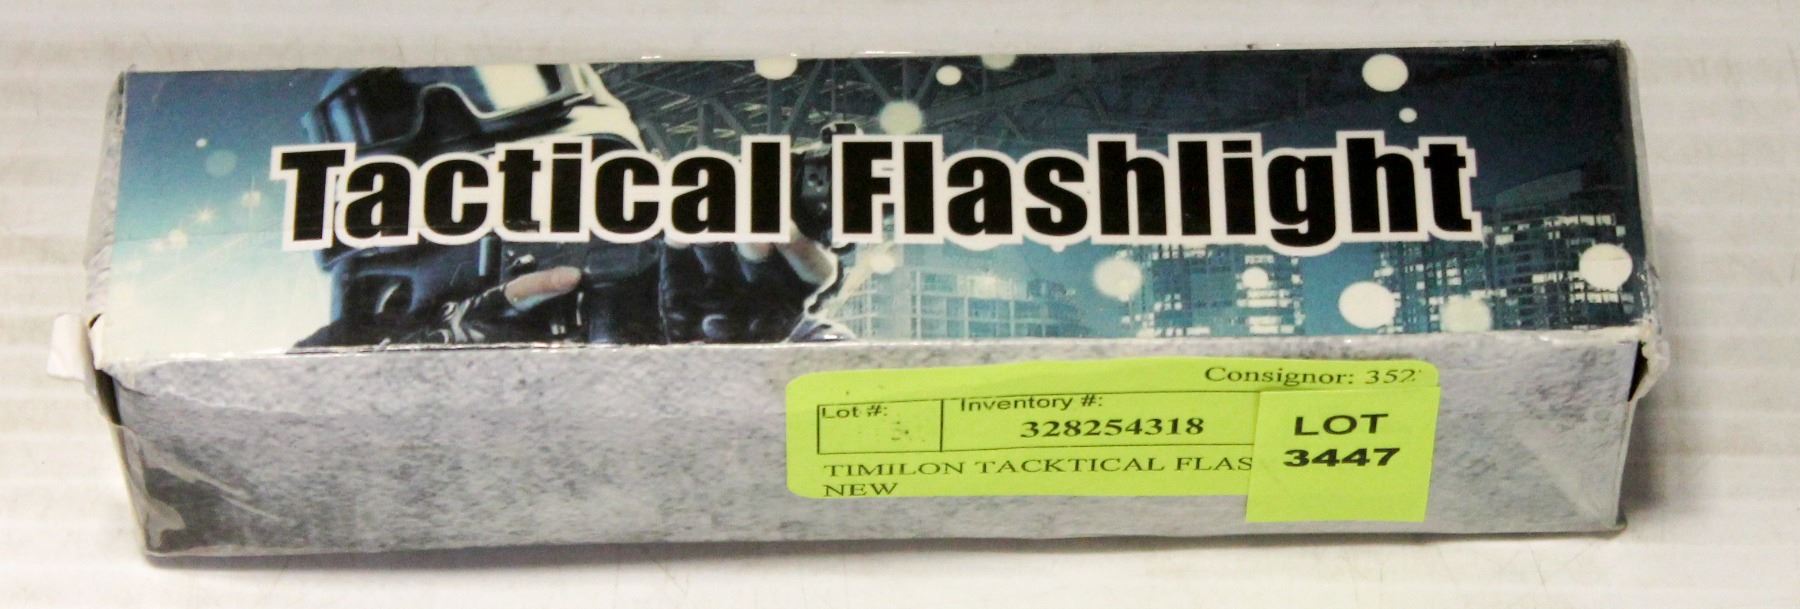 Tactical Flashlight
Consignor: 352
Lot #:
Inventory #:
328254318
LOT
3447
TIMILON TACKTICAL FLAS
NEW